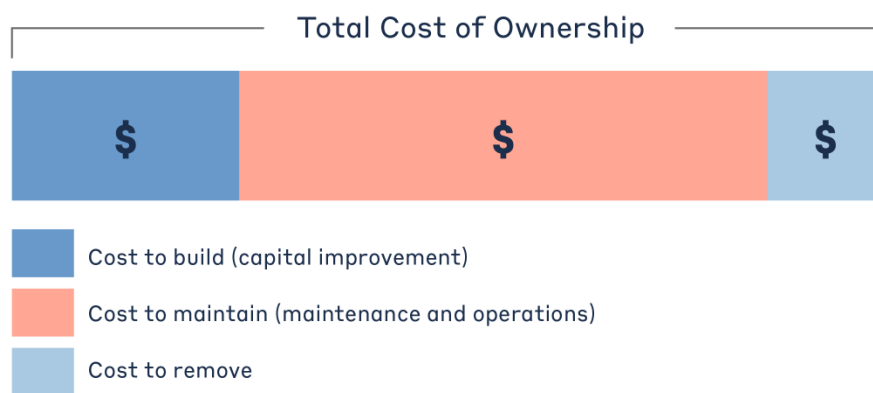 Total Cost of Ownership
$ $ $
Cost to build (capital improvement)
Cost to maintain (maintenance and operations)
Cost to remove